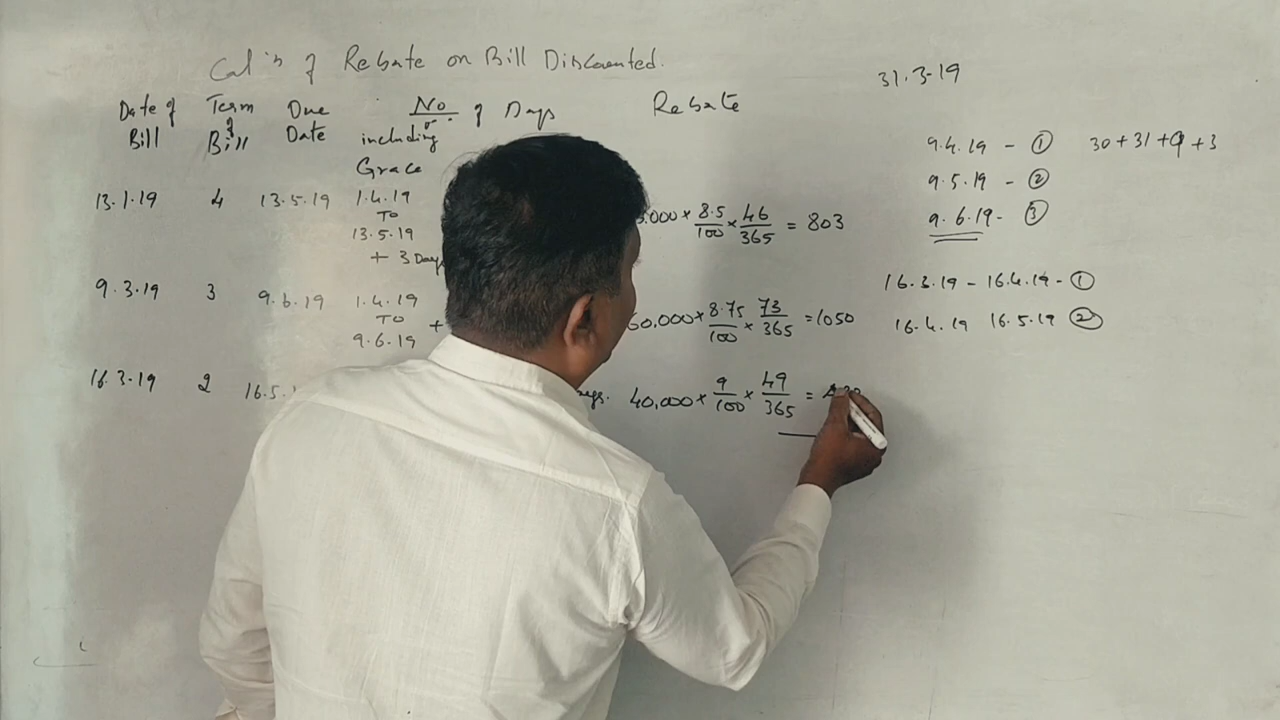 Cal'n of Rebate on Bill Discounted.
31.3-19
Date of Bill
Term of Bill
Due Date
No of Days including Grace
Rebate
9.4.19 - ① 30+31+9+3
9.5.19 - ②
9.6.19 - ③
13.1.19 4 13.5.19
1.4.19
TO
13.5.19
+ 3 Days
.000 × 8.5/100 × 46/365 = 803
9.3.19 3 9.6.19
1.4.19
TO +
9.6.19
60,000 × 8.75/100 × 73/365 = 1050
16.3.19 - 16.4.19 - ①
16.4.19 16.5.19 ②
16.3.19 2 16.5.
40,000 × 9/100 × 49/365 =